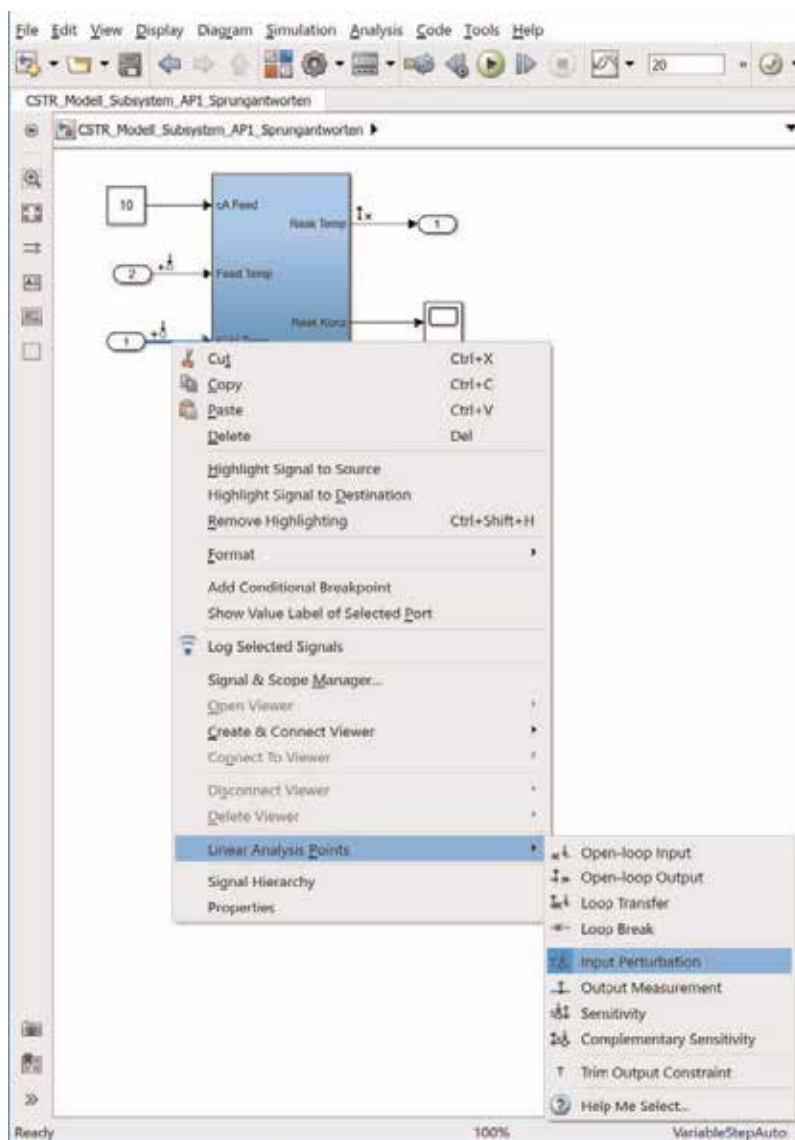 File Edit View Display Diagram Simulation Analysis Code Tools Help
20
CSTR_Modell_Subsystem_AP1_Sprungantworten
CSTR_Modell_Subsystem_AP1_Sprungantworten
10
cA Feed
Reak Temp
1
2
Feed Temp
Reak Konz
1
Cut Ctrl+X
Copy Ctrl+C
Paste Ctrl+V
Delete Del
Highlight Signal to Source
Highlight Signal to Destination
Remove Highlighting Ctrl+Shift+H
Format
Add Conditional Breakpoint
Show Value Label of Selected Port
Log Selected Signals
Signal & Scope Manager...
Open Viewer
Create & Connect Viewer
Connect To Viewer
Disconnect Viewer
Delete Viewer
Linear Analysis Points
Signal Hierarchy
Properties
Open-loop Input
Open-loop Output
Loop Transfer
Loop Break
Input Perturbation
Output Measurement
Sensitivity
Complementary Sensitivity
T Trim Output Constraint
? Help Me Select...
Ready 100% VariableStepAuto